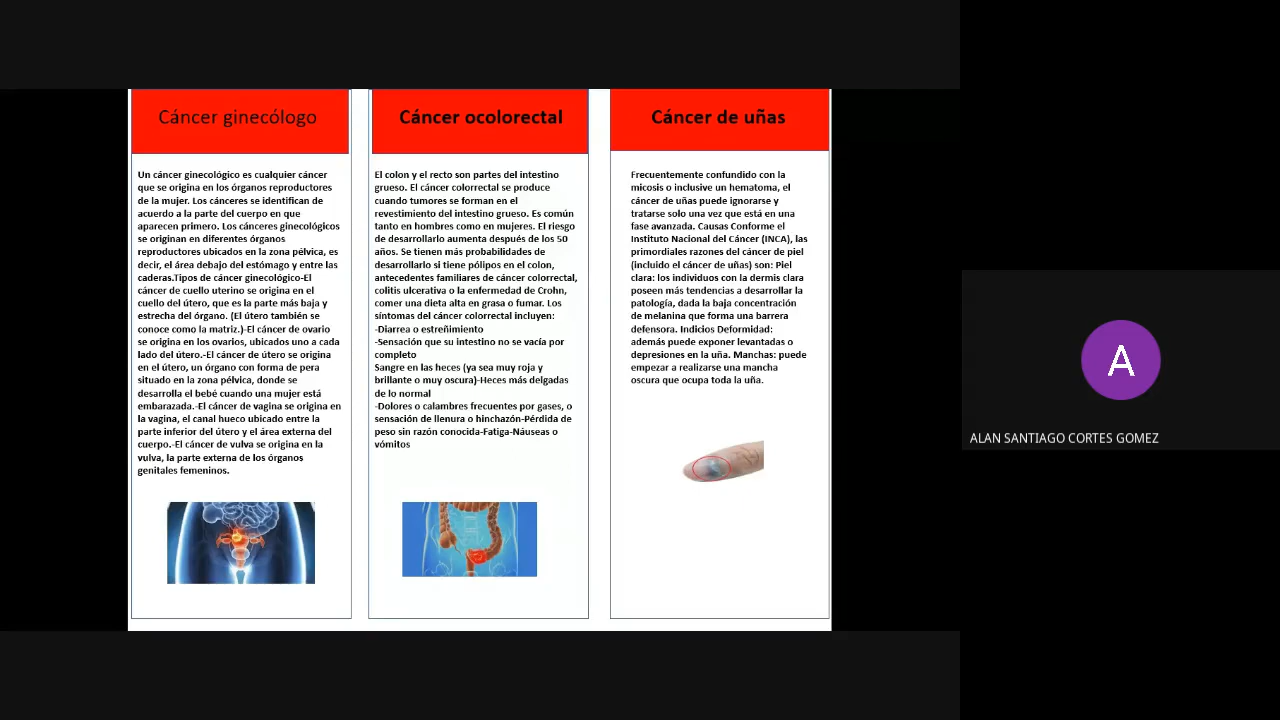 Cáncer ginecólogo
Un cáncer ginecológico es cualquier cáncer
que se origina en los órganos reproductores
de la mujer. Los cánceres se identifican de
acuerdo a la parte del cuerpo en que
aparecen primero. Los cánceres ginecológicos
se originan en diferentes órganos
reproductores ubicados en la zona pélvica, es
decir, el área debajo del estómago y entre las
caderas.Tipos de cáncer ginecológico-El
cáncer de cuello uterino se origina en el
cuello del útero, que es la parte más baja y
estrecha del órgano. (El útero también se
conoce como la matriz.)-El cáncer de ovario
se origina en los ovarios, ubicados uno a cada
lado del útero.-El cáncer de útero se origina
en el útero, un órgano con forma de pera
situado en la zona pélvica, donde se
desarrolla el bebé cuando una mujer está
embarazada.-El cáncer de vagina se origina en
la vagina, el canal hueco ubicado entre la
parte inferior del útero y el área externa del
cuerpo.-El cáncer de vulva se origina en la
vulva, la parte externa de los órganos
genitales femeninos.
Cáncer ocolorectal
El colon y el recto son partes del intestino
grueso. El cáncer colorrectal se produce
cuando tumores se forman en el
revestimiento del intestino grueso. Es común
tanto en hombres como en mujeres. El riesgo
de desarrollarlo aumenta después de los 50
años. Se tienen más probabilidades de
desarrollarlo si tiene pólipos en el colon,
antecedentes familiares de cáncer colorrectal,
colitis ulcerativa o la enfermedad de Crohn,
comer una dieta alta en grasa o fumar. Los
síntomas del cáncer colorrectal incluyen:
-Diarrea o estreñimiento
-Sensación que su intestino no se vacía por
completo
Sangre en las heces (ya sea muy roja y
brillante o muy oscura)-Heces más delgadas
de lo normal
-Dolores o calambres frecuentes por gases, o
sensación de llenura o hinchazón-Pérdida de
peso sin razón conocida-Fatiga-Náuseas o
vómitos
Cáncer de uñas
Frecuentemente confundido con la
micosis o inclusive un hematoma, el
cáncer de uñas puede ignorarse y
tratarse solo una vez que está en una
fase avanzada. Causas Conforme el
Instituto Nacional del Cáncer (INCA), las
primordiales razones del cáncer de piel
(incluido el cáncer de uñas) son: Piel
clara: los individuos con la dermis clara
poseen más tendencias a desarrollar la
patología, dada la baja concentración
de melanina que forma una barrera
defensora. Indicios Deformidad:
además puede exponer levantadas o
depresiones en la uña. Manchas: puede
empezar a realizarse una mancha
oscura que ocupa toda la uña.
A
ALAN SANTIAGO CORTES GOMEZ